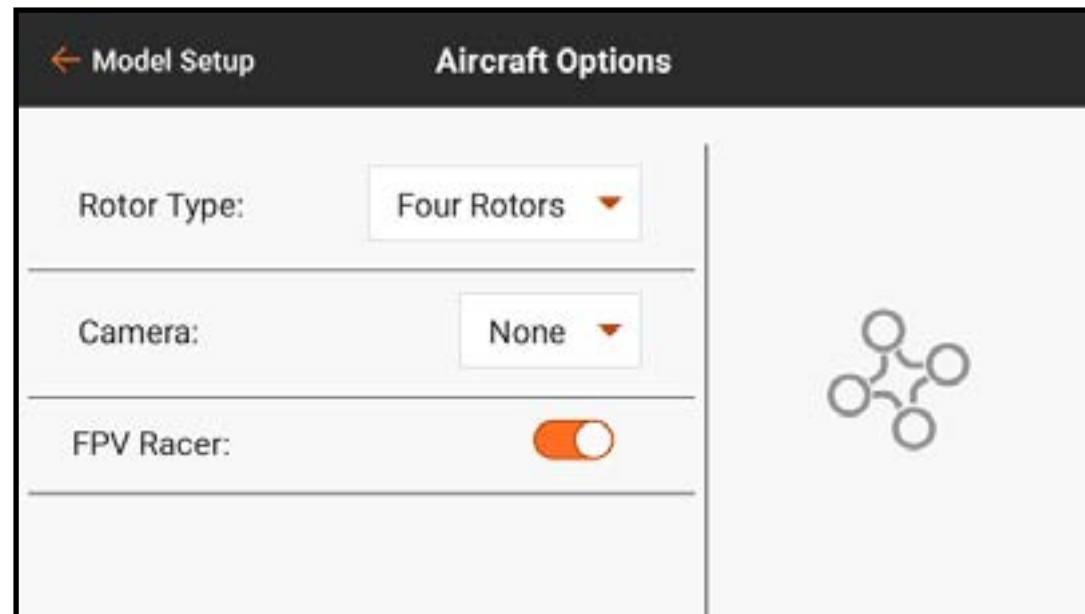 Model Setup
Aircraft Options
Rotor Type: Four Rotors
Camera: None
FPV Racer: